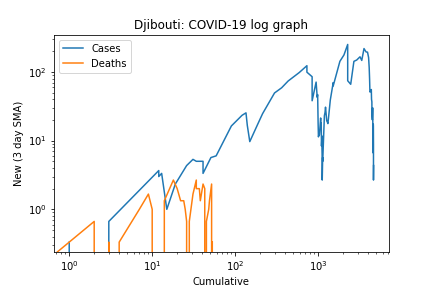 Djibouti: COVID-19 log graph
Cases
Deaths
New (3 day SMA)
10²
10¹
10⁰
10⁰ 10¹ 10² 10³
Cumulative